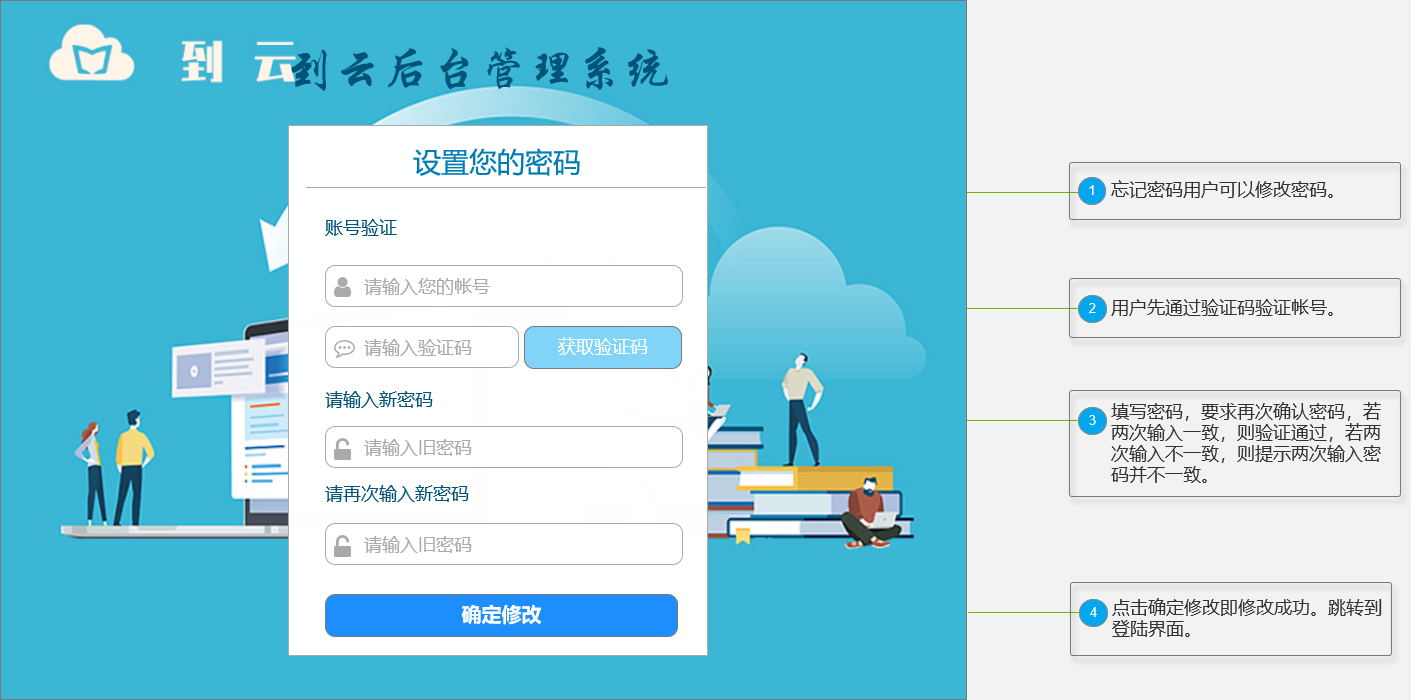 到 云
到云后台管理系统
设置您的密码
账号验证
请输入您的帐号
请输入验证码
获取验证码
请输入新密码
请输入旧密码
请再次输入新密码
请输入旧密码
确定修改
1 忘记密码用户可以修改密码。
2 用户先通过验证码验证帐号。
3 填写密码，要求再次确认密码，若
两次输入一致，则验证通过，若两
次输入不一致，则提示两次输入密
码并不一致。
4 点击确定修改即修改成功。跳转到
登陆界面。